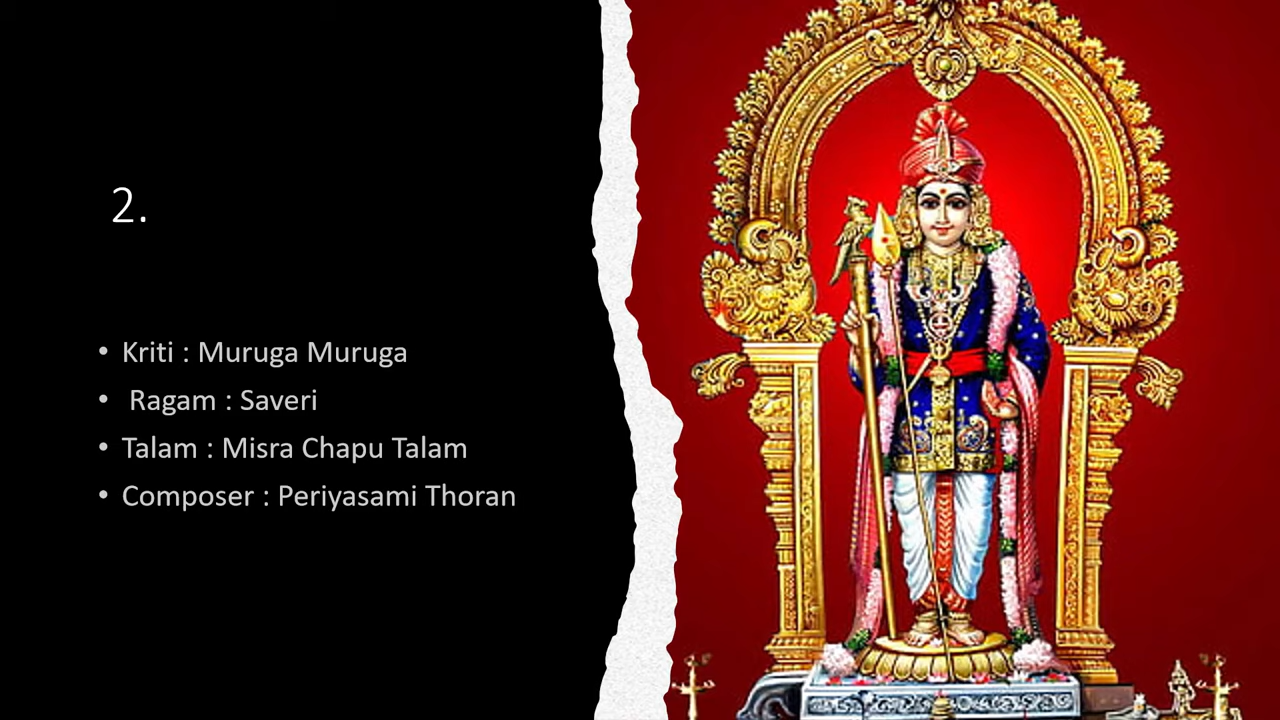 2.
• Kriti : Muruga Muruga
• Ragam : Saveri
• Talam : Misra Chapu Talam
• Composer : Periyasami Thoran